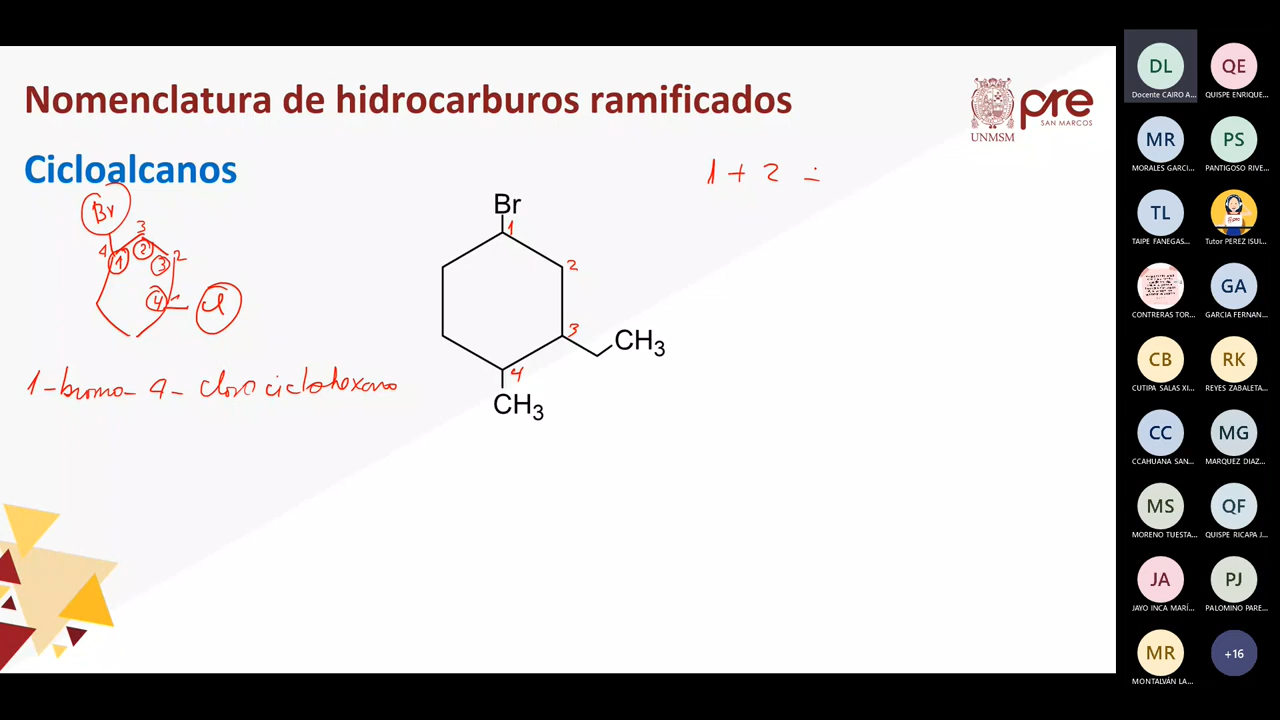 Nomenclatura de hidrocarburos ramificados
UNMSM
pre
SAN MARCOS
Cicloalcanos
1 + 2 =
Br
4 3 2
1 2 3 4
Cl
1-bromo-4-clorociclohexano
Br
1
2
3
CH3
4
CH3
DL
Docente CAIRO A...
QE
QUISPE ENRIQUE...
MR
MORALES GARCI...
PS
PANTIGOSO RIVE...
TL
TAIPE FANEGAS...
Tutor PEREZ ISUI...
CONTRERAS TOR...
GA
GARCIA FERNAN...
CB
CUTIPA SALAS XI...
RK
REYES ZABALETA...
CC
CCAHUANA SAN...
MG
MARQUEZ DIAZ...
MS
MORENO TUESTA...
QF
QUISPE RICAPA J...
JA
JAYO INCA MARÍ...
PJ
PALOMINO PARE...
MR
MONTALVÁN LA...
+16